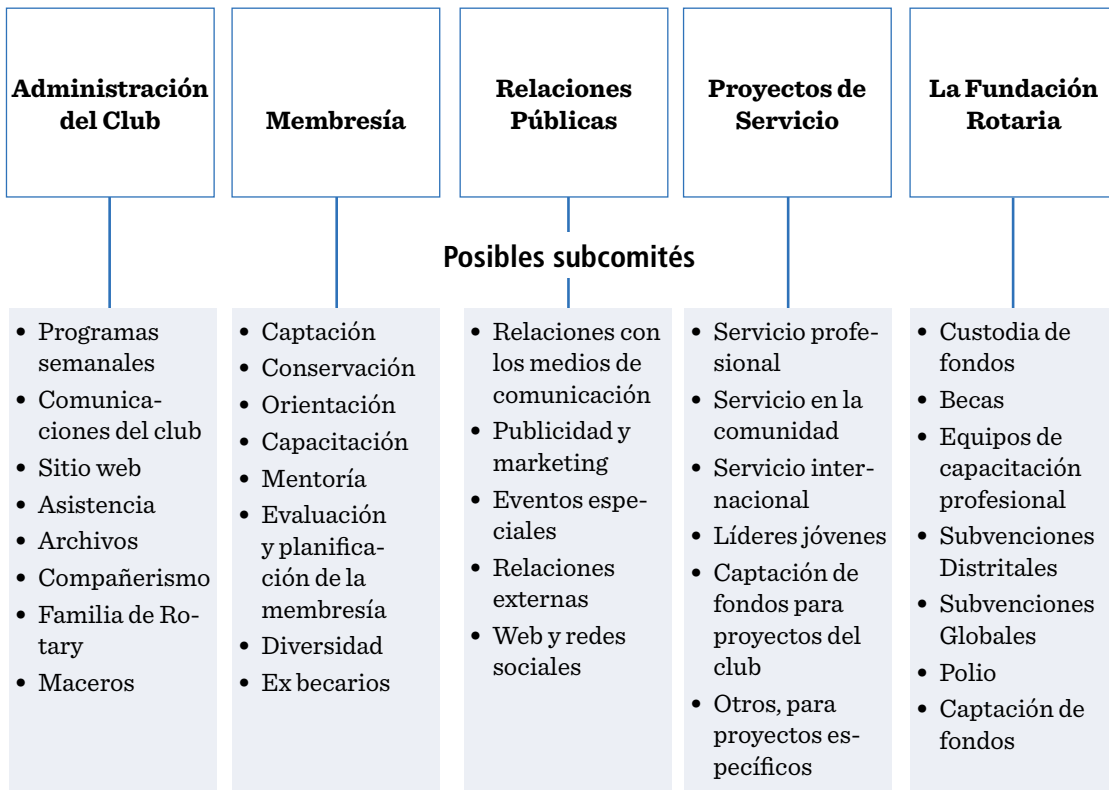 Administración
del Club
Membresía
Relaciones
Públicas
Proyectos de
Servicio
La Fundación
Rotaria
Posibles subcomités
• Programas
semanales
• Comunica-
ciones del club
• Sitio web
• Asistencia
• Archivos
• Compañerismo
• Familia de Ro-
tary
• Maceros
• Captación
• Conservación
• Orientación
• Capacitación
• Mentoría
• Evaluación
y planifica-
ción de la
membresía
• Diversidad
• Ex becarios
• Relaciones con
los medios de
comunicación
• Publicidad y
marketing
• Eventos espe-
ciales
• Relaciones
externas
• Web y redes
sociales
• Servicio profe-
sional
• Servicio en la
comunidad
• Servicio inter-
nacional
• Líderes jóvenes
• Captación de
fondos para
proyectos del
club
• Otros, para
proyectos es-
pecíficos
• Custodia de
fondos
• Becas
• Equipos de
capacitación
profesional
• Subvenciones
Distritales
• Subvenciones
Globales
• Polio
• Captación de
fondos